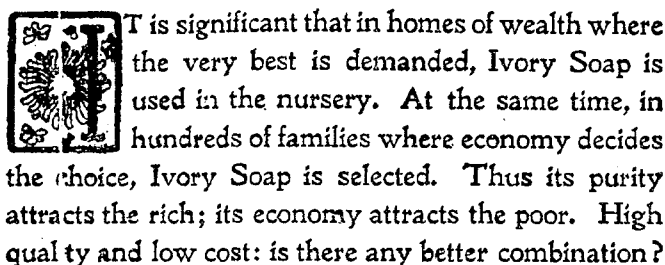 IT is significant that in homes of wealth where
the very best is demanded, Ivory Soap is
used in the nursery. At the same time, in
hundreds of families where economy decides
the choice, Ivory Soap is selected. Thus its purity
attracts the rich; its economy attracts the poor. High
qual ty and low cost: is there any better combination?